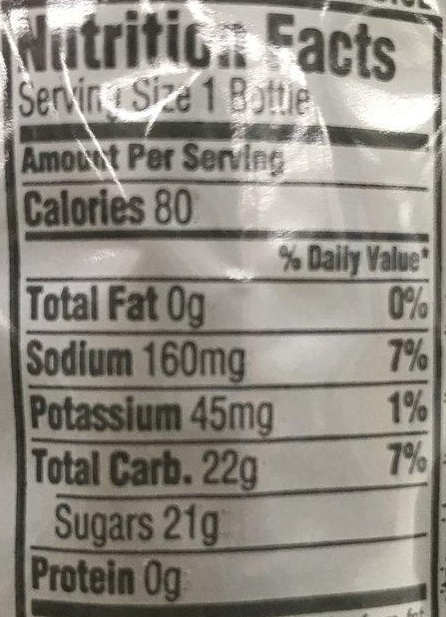 Nutrition Facts
Serving Size 1 Bottle
Amount Per Serving
Calories 80
% Daily Value*
Total Fat 0g 0%
Sodium 160mg 7%
Potassium 45mg 1%
Total Carb. 22g 7%
Sugars 21g
Protein 0g